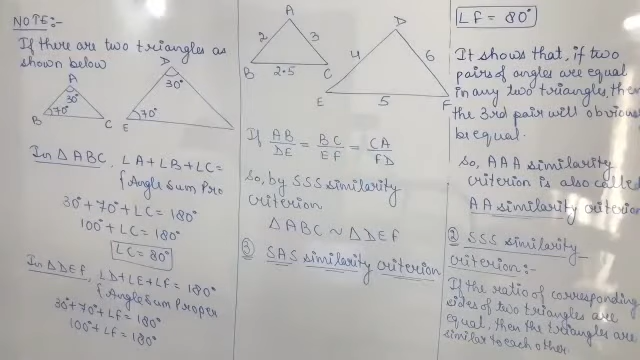 NOTE:-
If there are two triangles as
shown below
A
30°
B
70°
C
D
30°
E
70°
In △ABC, ∠A+∠B+∠C=
{Angle Sum Pro
30°+70°+∠C=180°
100°+∠C=180°
∠C=80°
In △DEF, ∠D+∠E+∠F=180°
{Angle Sum Proper
30°+70°+∠F=180°
100°+∠F=180°
A
2
3
B
2.5
C
D
4
6
E
5
F
If AB/DE = BC/EF = CA/FD
So, by SSS similarity
criterion
△ABC ~ △DEF
③ SAS similarity criterion
∠F = 80°
It shows that, if two
pairs of angles are equal
in any two triangles, then
the 3rd pair will obvious
be equal.
So, AAA similarity
criterion is also called
AA similarity criterion
② SSS similarity
criterion:-
If the ratio of corresponding
sides of two triangles are
equal, then the triangles are
similar to each other.